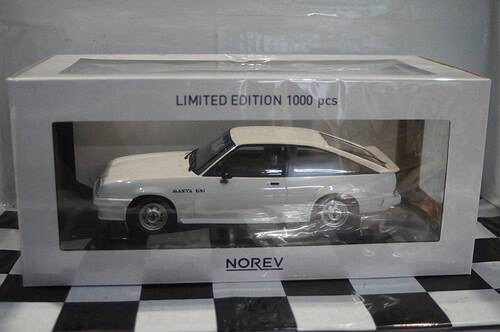 LIMITED EDITION 1000 pcs
MANTA GSi
NOREV